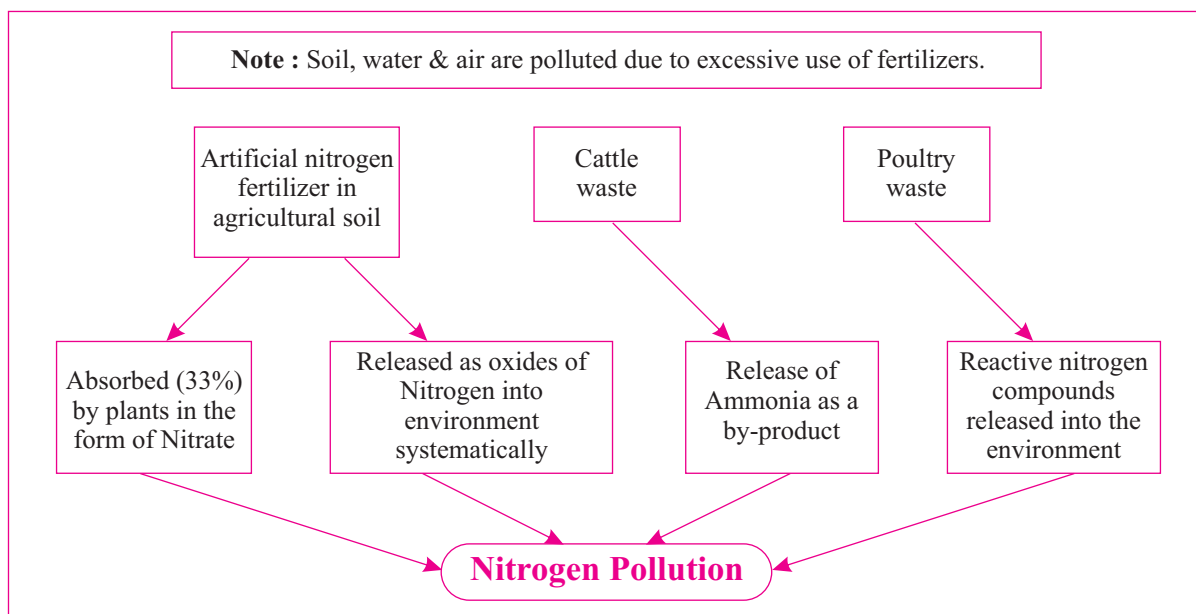 Note : Soil, water & air are polluted due to excessive use of fertilizers.
Artificial nitrogen
fertilizer in
agricultural soil
Cattle
waste
Poultry
waste
Absorbed (33%)
by plants in the
form of Nitrate
Released as oxides of
Nitrogen into
environment
systematically
Release of
Ammonia as a
by-product
Reactive nitrogen
compounds
released into the
environment
Nitrogen Pollution